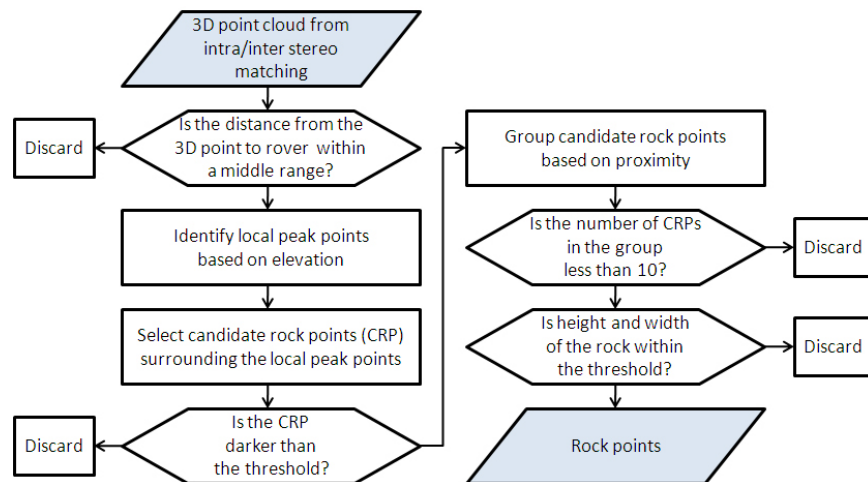 3D point cloud from
intra/inter stereo
matching
Discard
Is the distance from the
3D point to rover within
a middle range?
Identify local peak points
based on elevation
Select candidate rock points (CRP)
surrounding the local peak points
Discard
Is the CRP
darker than
the threshold?
Group candidate rock points
based on proximity
Is the number of CRPs
in the group
less than 10?
Discard
Is height and width
of the rock within
the threshold?
Discard
Rock points